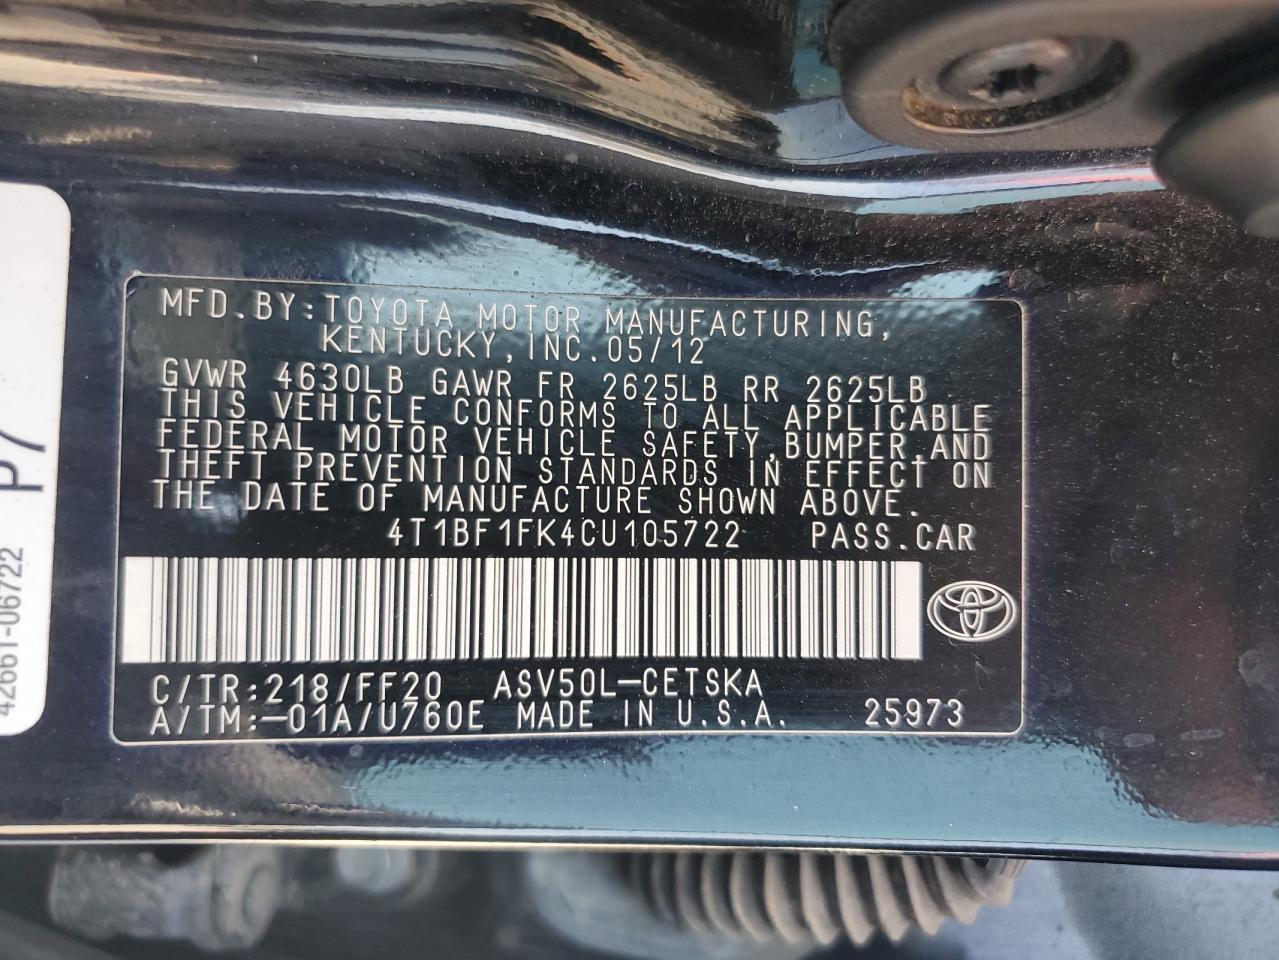 MFD.BY:TOYOTA MOTOR MANUFACTURING,
KENTUCKY,INC.05/12
GVWR 4630LB GAWR FR 2625LB RR 2625LB
THIS VEHICLE CONFORMS TO ALL APPLICABLE
FEDERAL MOTOR VEHICLE SAFETY,BUMPER,AND
THEFT PREVENTION STANDARDS IN EFFECT ON
THE DATE OF MANUFACTURE SHOWN ABOVE.
4T1BF1FK4CU105722 PASS.CAR
C/TR:218/FF20 ASV50L-CETSKA
A/TM:-01A/U760E MADE IN U.S.A. 25973
P7
42661-06722